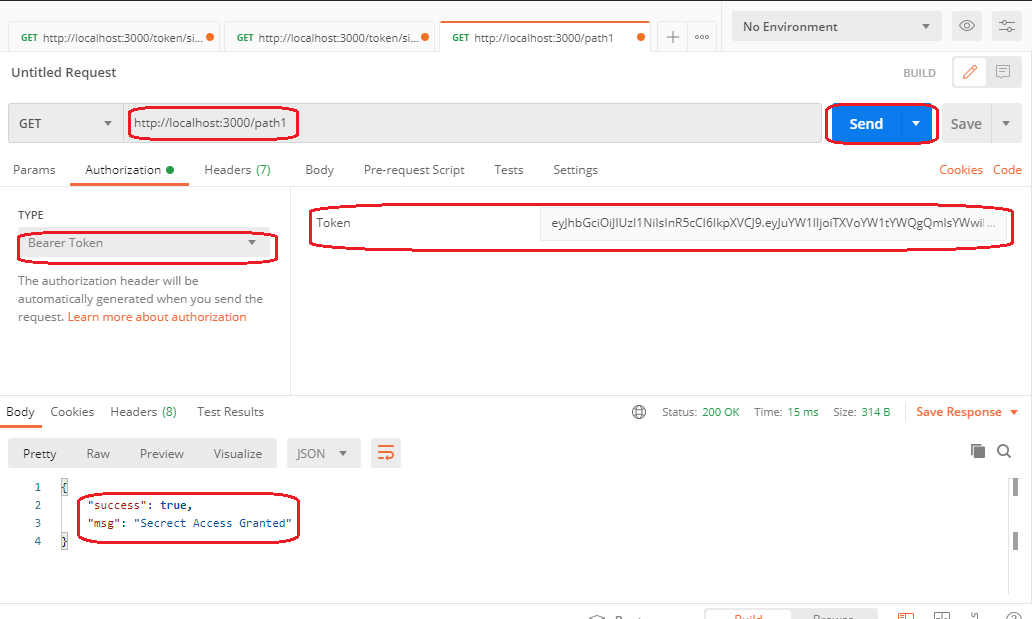 GET http://localhost:3000/token/si... GET http://localhost:3000/token/si... GET http://localhost:3000/path1 No Environment
Untitled Request BUILD
GET http://localhost:3000/path1 Send Save
Params Authorization Headers (7) Body Pre-request Script Tests Settings Cookies Code
TYPE
Bearer Token
Token
The authorization header will be
automatically generated when you send the
request. Learn more about authorization
Body Cookies Headers (8) Test Results Status: 200 OK Time: 15 ms Size: 314 B Save Response
Pretty Raw Preview Visualize JSON
1 {
2 "success": true,
3 "msg": "Secrect Access Granted"
4 }
Build Browse